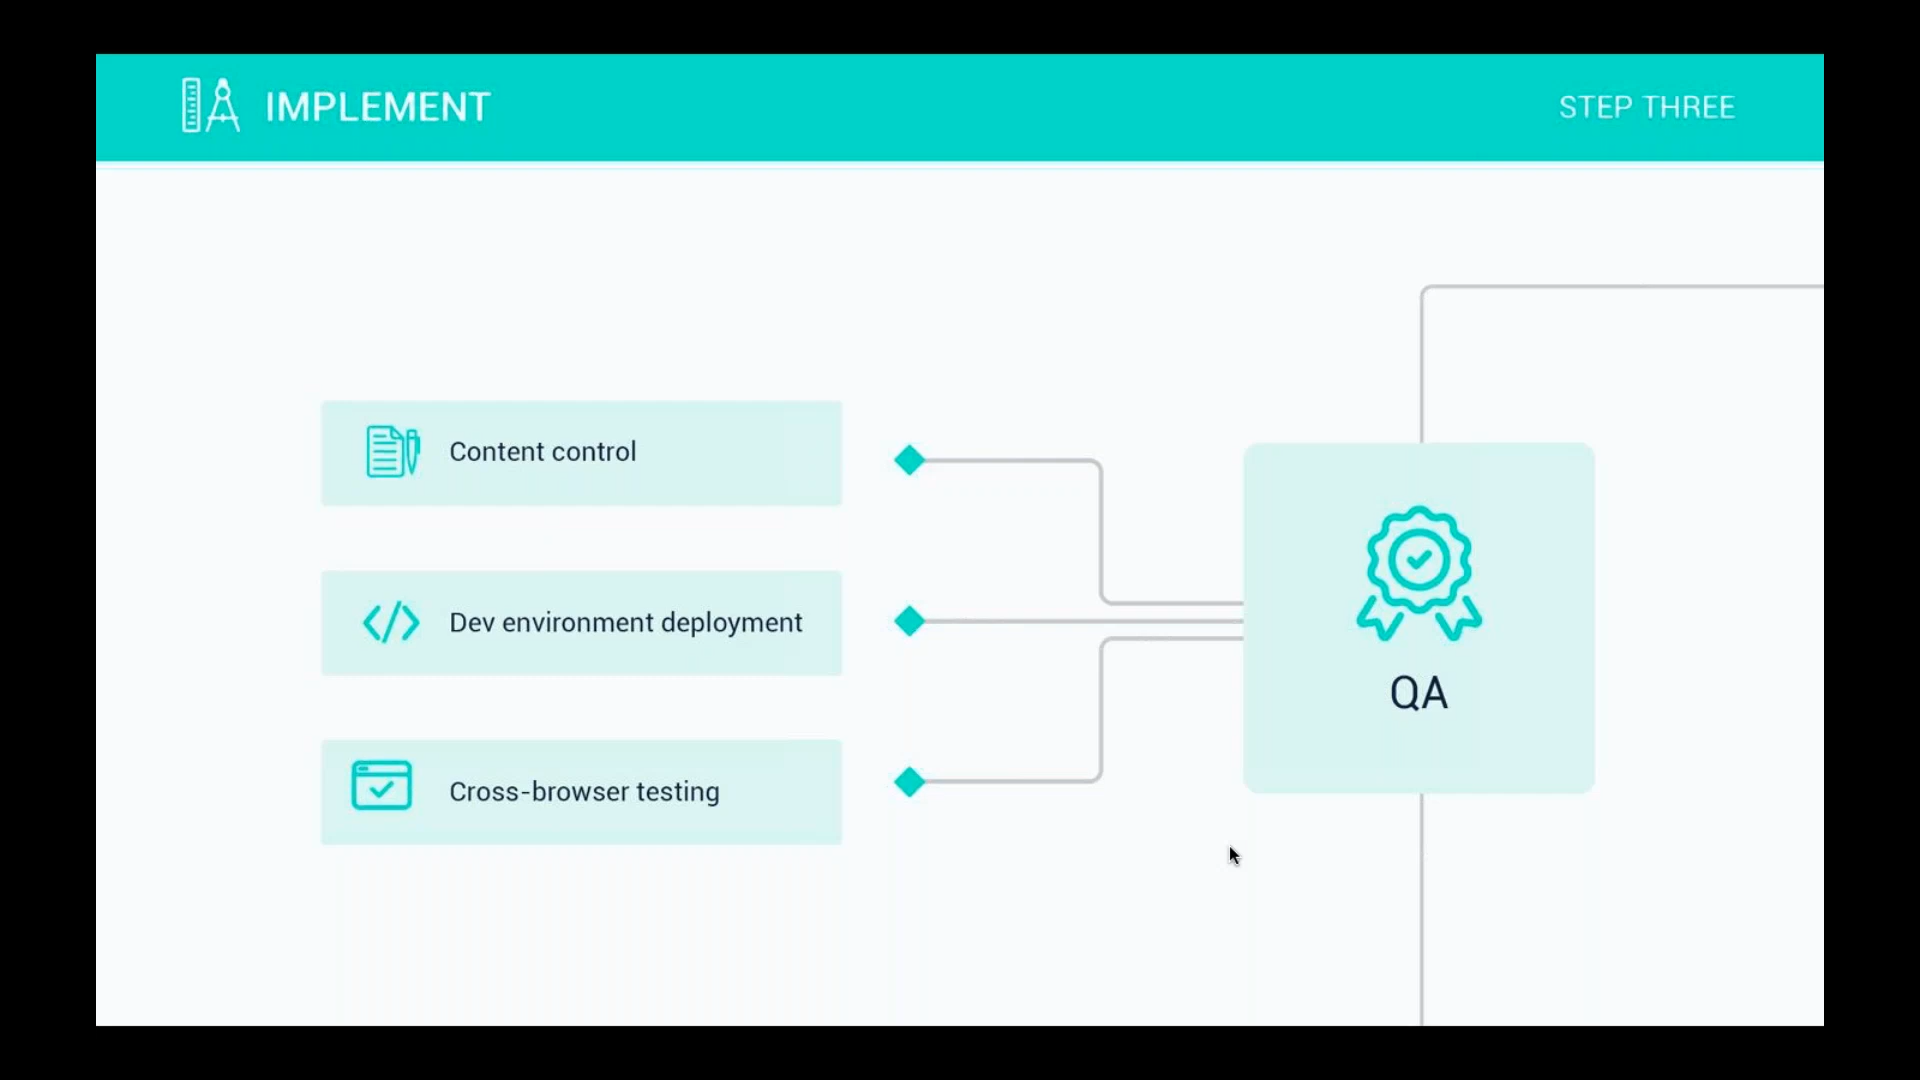 IMPLEMENT
STEP THREE
Content control
Dev environment deployment
Cross-browser testing
QA